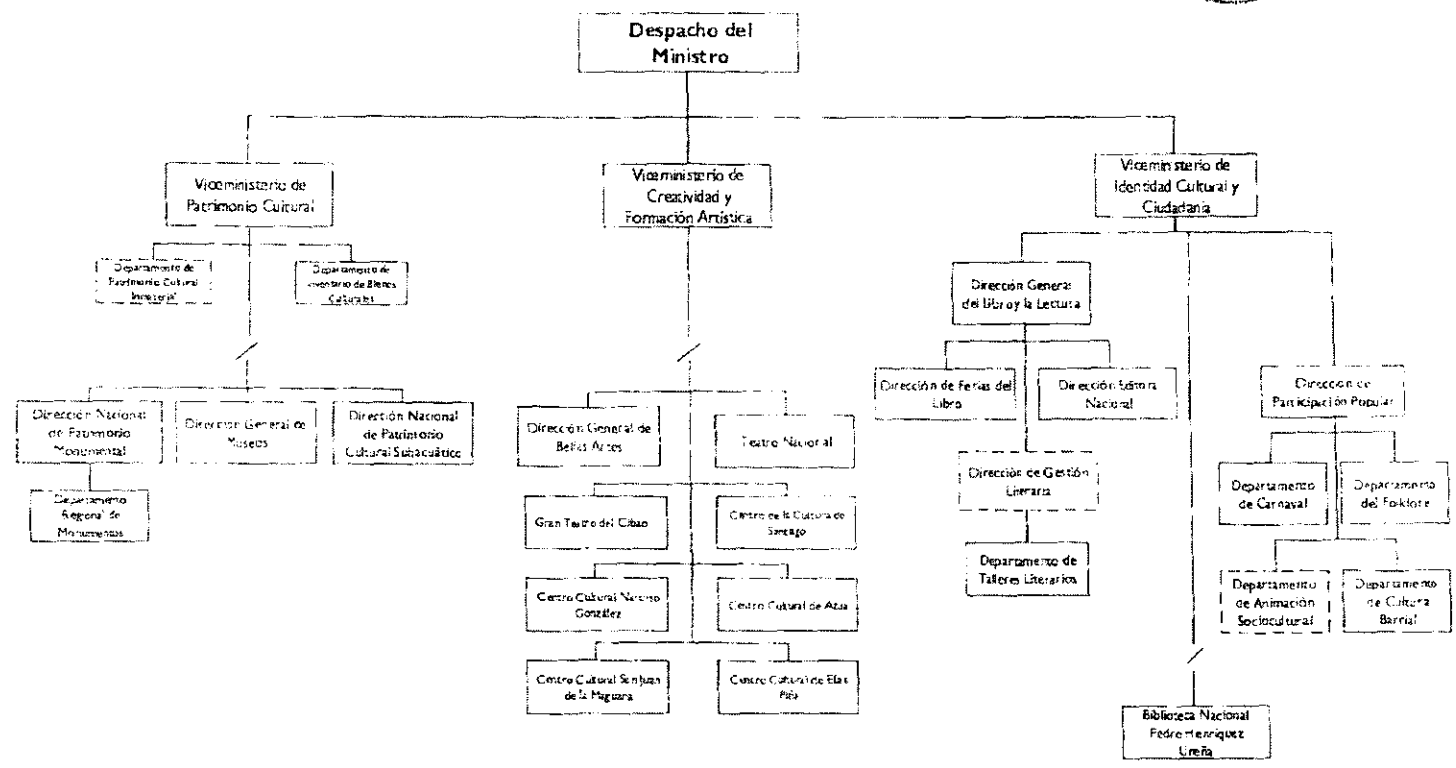 Despacho del
Ministro
Viceministerio de
Patrimonio Cultural
Viceministerio de
Creatividad y
Formación Artística
Viceministerio de
Identidad Cultural y
Ciudadanía
Departamento de
Patrimonio Cultural
Inmaterial
Departamento de
Inventario de Bienes
Culturales
Dirección General
del Libro y la Lectura
Dirección Nacional
de Patrimonio
Monumental
Dirección General de
Museos
Dirección Nacional
de Patrimonio
Cultural Subacuático
Departamento
Regional de
Monumentos
Dirección General de
Bellas Artes
Teatro Nacional
Gran Teatro del Cibao
Centro de la Cultura de
Santiago
Centro Cultural Narciso
González
Centro Cultural de Azua
Centro Cultural San Juan
de la Maguana
Centro Cultural de Elías
Piña
Dirección de Ferias del
Libro
Dirección Editora
Nacional
Dirección de Gestión
Literaria
Departamento de
Talleres Literarios
Dirección de
Participación Popular
Departamento
de Carnaval
Departamento
del Folklore
Departamento
de Animación
Sociocultural
Departamento
de Cultura
Barrial
Biblioteca Nacional
Pedro Henríquez
Ureña